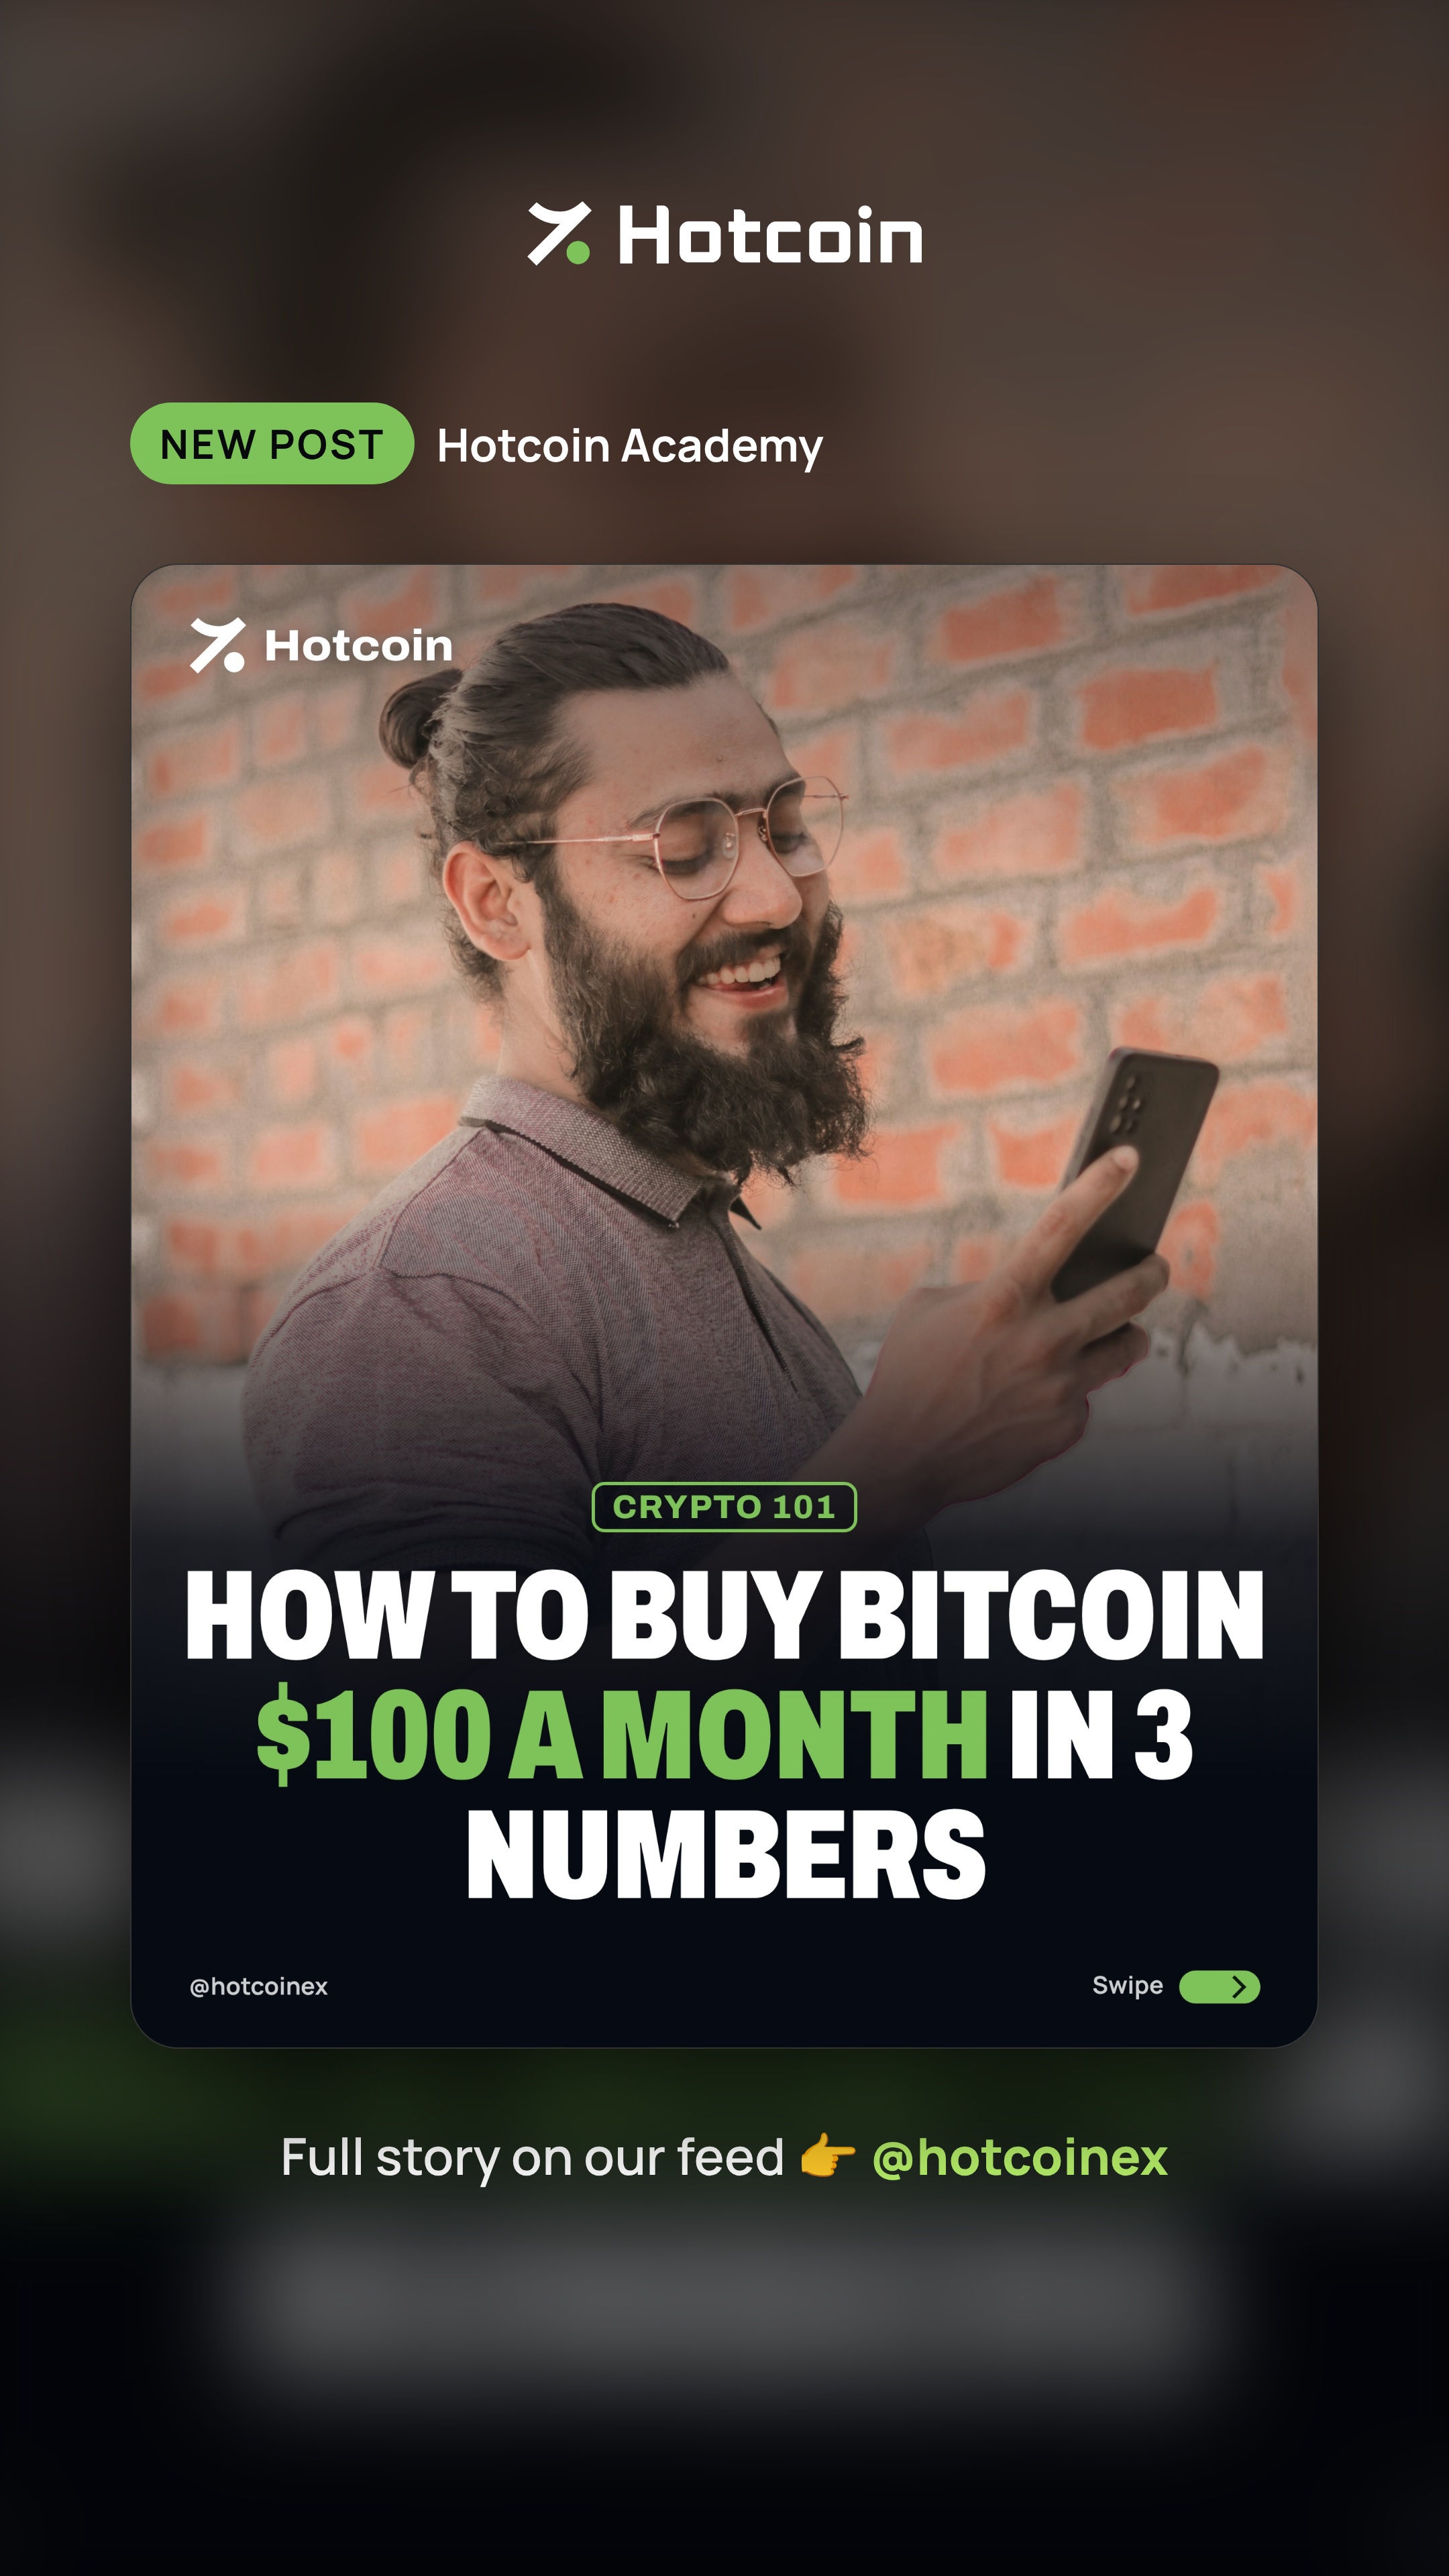 Hotcoin
NEW POST Hotcoin Academy
Hotcoin
CRYPTO 101
HOW TO BUY BITCOIN
$100 A MONTH IN 3
NUMBERS
@hotcoinex Swipe
Full story on our feed 👉 @hotcoinex